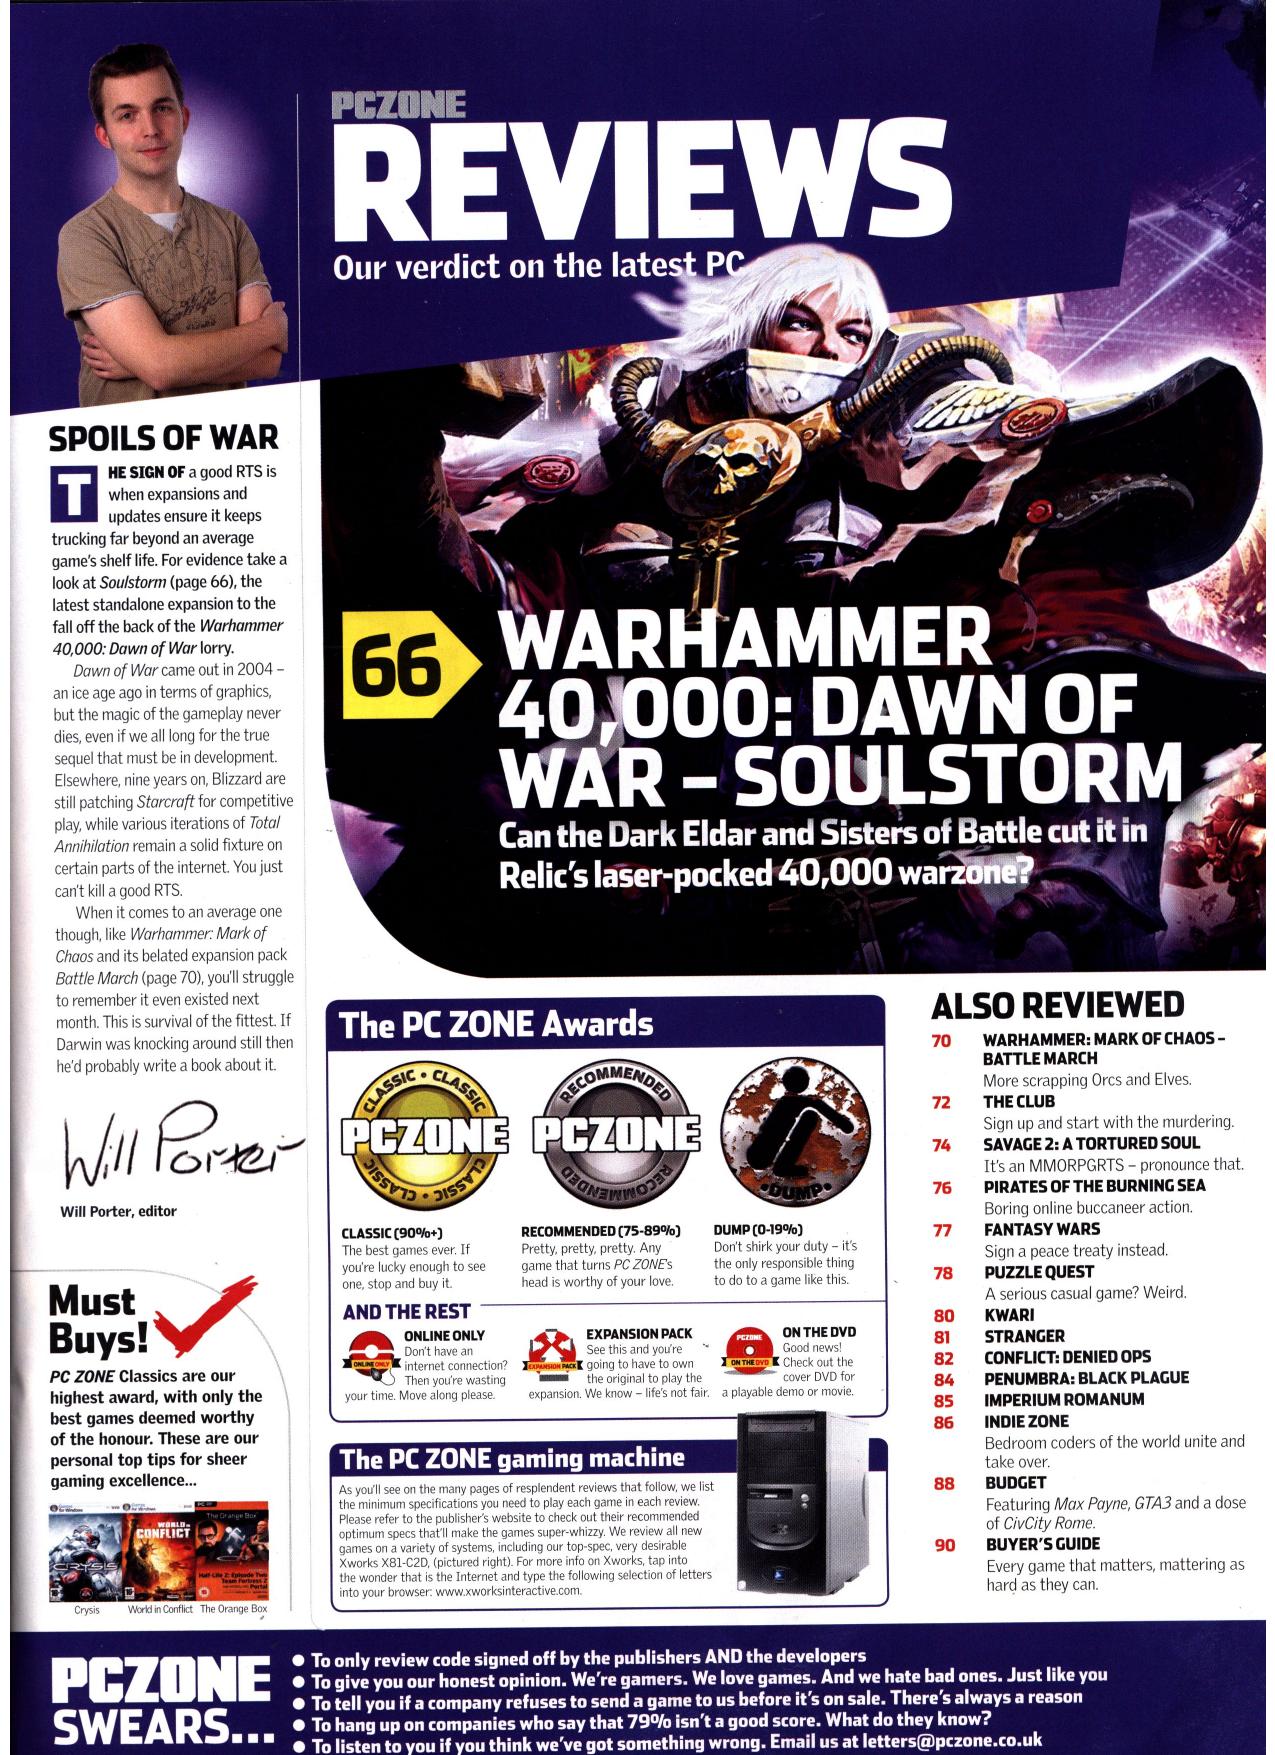 PCZONE
REVIEWS
Our verdict on the latest PC
SPOILS OF WAR
THE SIGN OF a good RTS is
when expansions and
updates ensure it keeps
trucking far beyond an average
game's shelf life. For evidence take a
look at Soulstorm (page 66), the
latest standalone expansion to the
fall off the back of the Warhammer
40,000: Dawn of War lorry.
Dawn of War came out in 2004 –
an ice age ago in terms of graphics,
but the magic of the gameplay never
dies, even if we all long for the true
sequel that must be in development.
Elsewhere, nine years on, Blizzard are
still patching Starcraft for competitive
play, while various iterations of Total
Annihilation remain a solid fixture on
certain parts of the internet. You just
can't kill a good RTS.
When it comes to an average one
though, like Warhammer: Mark of
Chaos and its belated expansion pack
Battle March (page 70), you'll struggle
to remember it even existed next
month. This is survival of the fittest. If
Darwin was knocking around still then
he'd probably write a book about it.
Will Porter
Will Porter, editor
Must
Buys!
PC ZONE Classics are our
highest award, with only the
best games deemed worthy
of the honour. These are our
personal top tips for sheer
gaming excellence...
CRYSIS
WORLD IN
CONFLICT
The Orange Box
Half-Life 2: Episode Two
Team Fortress 2
Portal
Crysis
World in Conflict
The Orange Box
66
WARHAMMER
40,000: DAWN OF
WAR – SOULSTORM
Can the Dark Eldar and Sisters of Battle cut it in
Relic's laser-pocked 40,000 warzone?
The PC ZONE Awards
CLASSIC • CLASSIC
PCZONE
CLASSIC • CLASSIC
RECOMMENDED
PCZONE
RECOMMENDED
•DUMP•
CLASSIC (90%+)
The best games ever. If
you're lucky enough to see
one, stop and buy it.
RECOMMENDED (75-89%)
Pretty, pretty, pretty. Any
game that turns PC ZONE's
head is worthy of your love.
DUMP (0-19%)
Don't shirk your duty – it's
the only responsible thing
to do to a game like this.
AND THE REST
ONLINE ONLY
ONLINE ONLY
Don't have an
internet connection?
Then you're wasting
your time. Move along please.
EXPANSION PACK
EXPANSION PACK
See this and you're
going to have to own
the original to play the
expansion. We know – life's not fair.
PCZONE
ON THE DVD
ON THE DVD
Good news!
Check out the
cover DVD for
a playable demo or movie.
The PC ZONE gaming machine
As you'll see on the many pages of resplendent reviews that follow, we list
the minimum specifications you need to play each game in each review.
Please refer to the publisher's website to check out their recommended
optimum specs that'll make the games super-whizzy. We review all new
games on a variety of systems, including our top-spec, very desirable
Xworks X81-C2D, (pictured right). For more info on Xworks, tap into
the wonder that is the Internet and type the following selection of letters
into your browser: www.xworksinteractive.com.
ALSO REVIEWED
70 WARHAMMER: MARK OF CHAOS –
BATTLE MARCH
More scrapping Orcs and Elves.
72 THE CLUB
Sign up and start with the murdering.
74 SAVAGE 2: A TORTURED SOUL
It's an MMORPGRTS – pronounce that.
76 PIRATES OF THE BURNING SEA
Boring online buccaneer action.
77 FANTASY WARS
Sign a peace treaty instead.
78 PUZZLE QUEST
A serious casual game? Weird.
80 KWARI
81 STRANGER
82 CONFLICT: DENIED OPS
84 PENUMBRA: BLACK PLAGUE
85 IMPERIUM ROMANUM
86 INDIE ZONE
Bedroom coders of the world unite and
take over.
88 BUDGET
Featuring Max Payne, GTA3 and a dose
of CivCity Rome.
90 BUYER'S GUIDE
Every game that matters, mattering as
hard as they can.
PCZONE
SWEARS...
● To only review code signed off by the publishers AND the developers
● To give you our honest opinion. We're gamers. We love games. And we hate bad ones. Just like you
● To tell you if a company refuses to send a game to us before it's on sale. There's always a reason
● To hang up on companies who say that 79% isn't a good score. What do they know?
● To listen to you if you think we've got something wrong. Email us at letters@pczone.co.uk